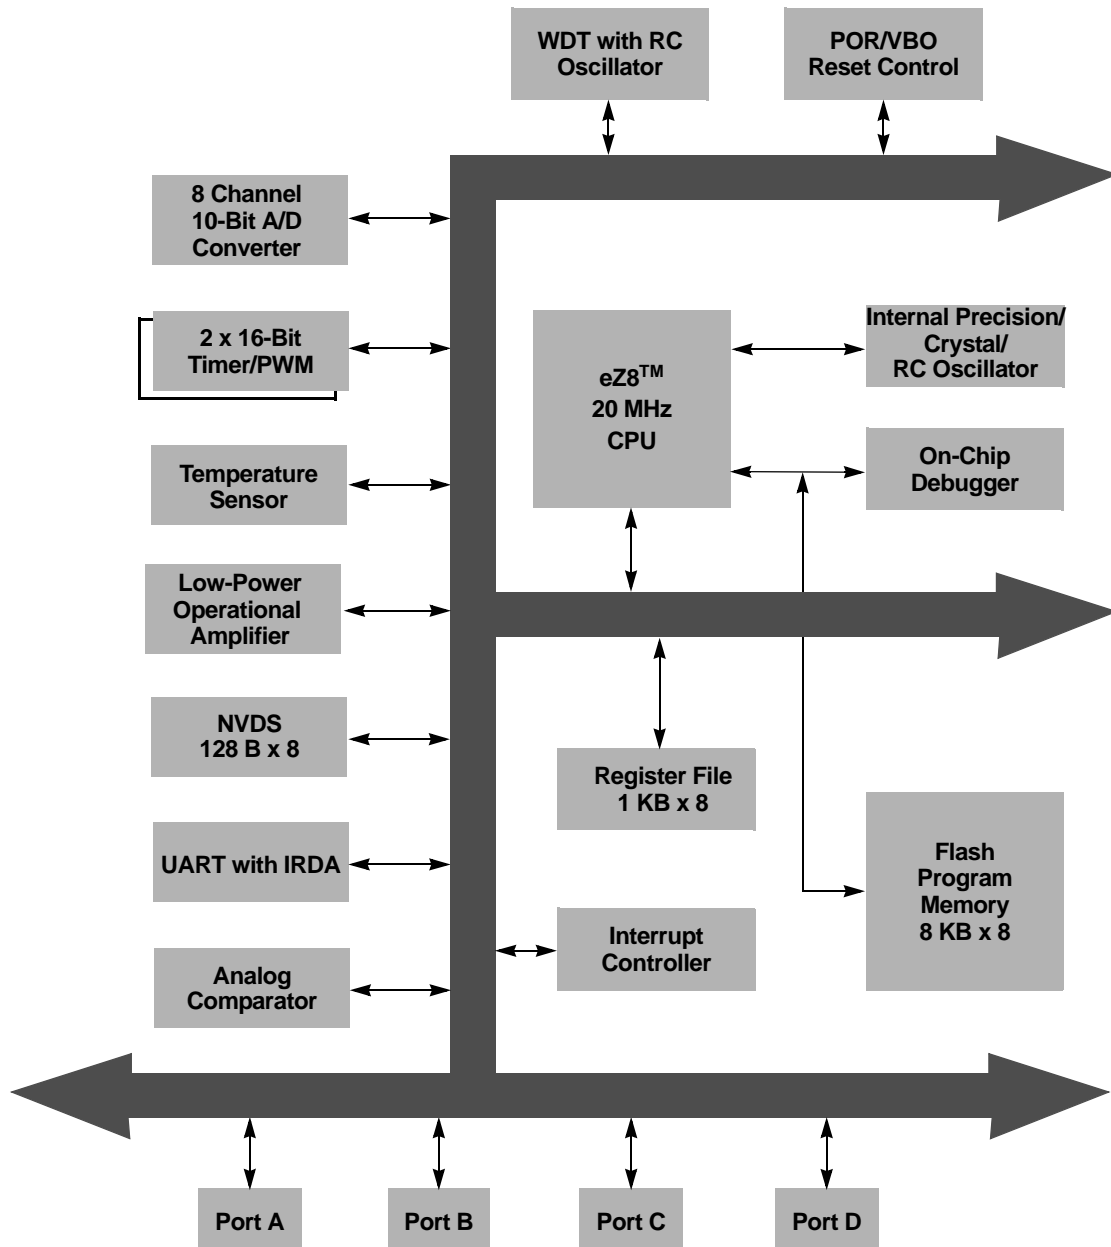 WDT with RC
Oscillator
POR/VBO
Reset Control
8 Channel
10-Bit A/D
Converter
2 x 16-Bit
Timer/PWM
eZ8™
20 MHz
CPU
Internal Precision/
Crystal/
RC Oscillator
On-Chip
Debugger
Temperature
Sensor
Low-Power
Operational
Amplifier
NVDS
128 B x 8
Register File
1 KB x 8
UART with IRDA
Flash
Program
Memory
8 KB x 8
Interrupt
Controller
Analog
Comparator
Port A
Port B
Port C
Port D